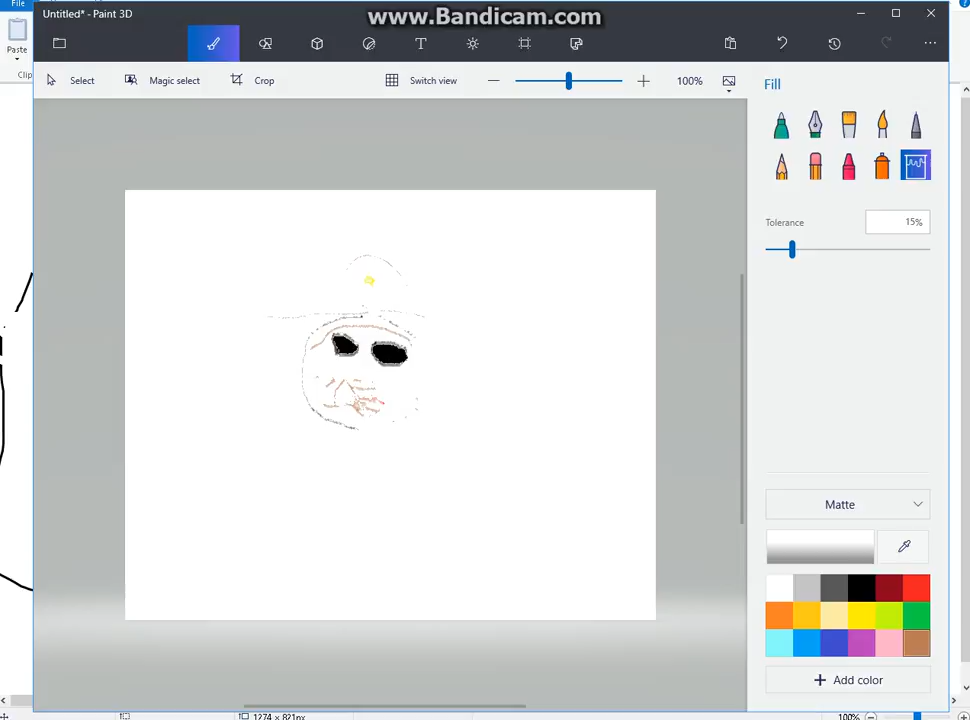 File
www.Bandicam.com
Untitled* - Paint 3D
Paste
Clip
Select
Magic select
Crop
Switch view
100%
Fill
Tolerance
15%
Matte
Add color
1274 × 821px
100%